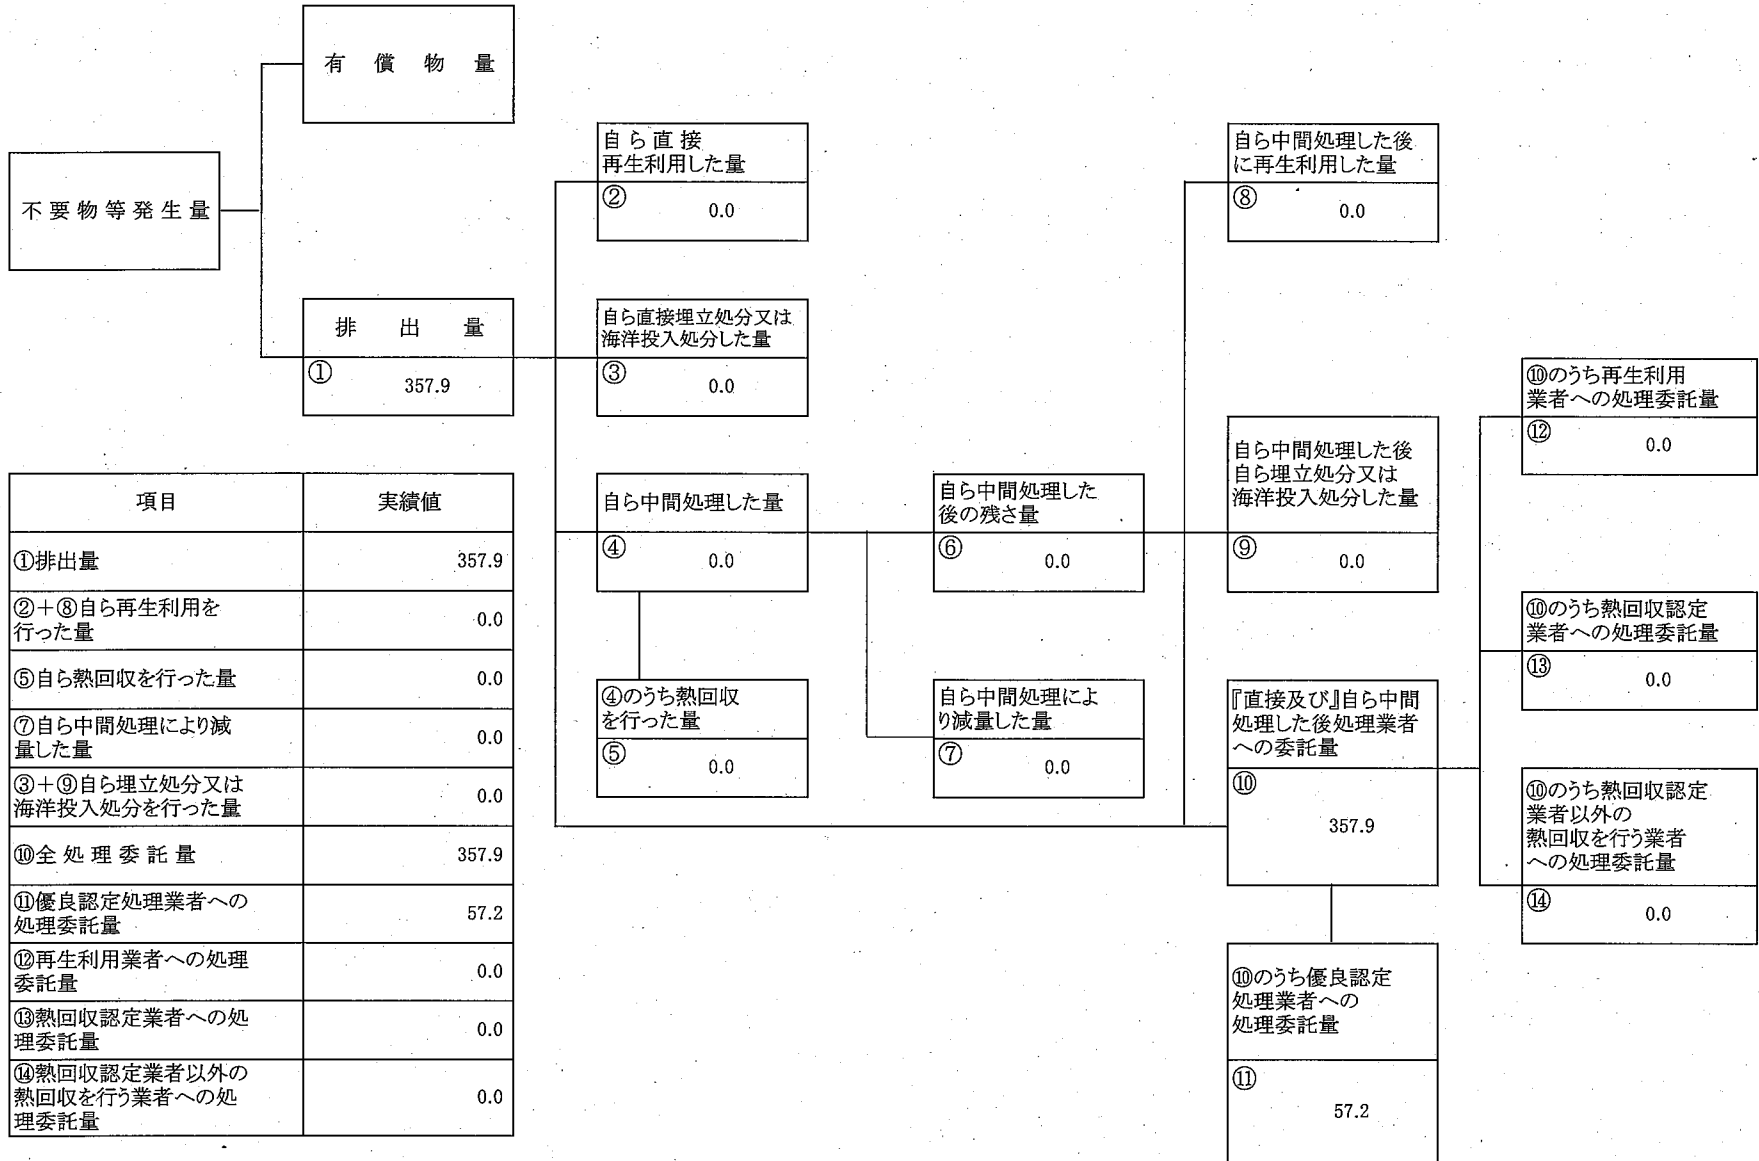 有償物量
不要物等発生量
排出量
① 357.9
自ら直接
再生利用した量
② 0.0
自ら直接埋立処分又は
海洋投入処分した量
③ 0.0
自ら中間処理した量
④ 0.0
④のうち熱回収
を行った量
⑤ 0.0
自ら中間処理した
後の残さ量
⑥ 0.0
自ら中間処理によ
り減量した量
⑦ 0.0
自ら中間処理した後
に再生利用した量
⑧ 0.0
自ら中間処理した後
自ら埋立処分又は
海洋投入処分した量
⑨ 0.0
『直接及び』自ら中間
処理した後処理業者
への委託量
⑩
357.9
⑩のうち優良認定
処理業者への
処理委託量
⑪
57.2
⑩のうち再生利用
業者への処理委託量
⑫ 0.0
⑩のうち熱回収認定
業者への処理委託量
⑬ 0.0
⑩のうち熱回収認定
業者以外の
熱回収を行う業者
への処理委託量
⑭ 0.0
項目 実績値
①排出量 357.9
②+⑧自ら再生利用を
行った量 0.0
⑤自ら熱回収を行った量 0.0
⑦自ら中間処理により減
量した量 0.0
③+⑨自ら埋立処分又は
海洋投入処分を行った量 0.0
⑩全処理委託量 357.9
⑪優良認定処理業者への
処理委託量 57.2
⑫再生利用業者への処理
委託量 0.0
⑬熱回収認定業者への処
理委託量 0.0
⑭熱回収認定業者以外の
熱回収を行う業者への処
理委託量 0.0